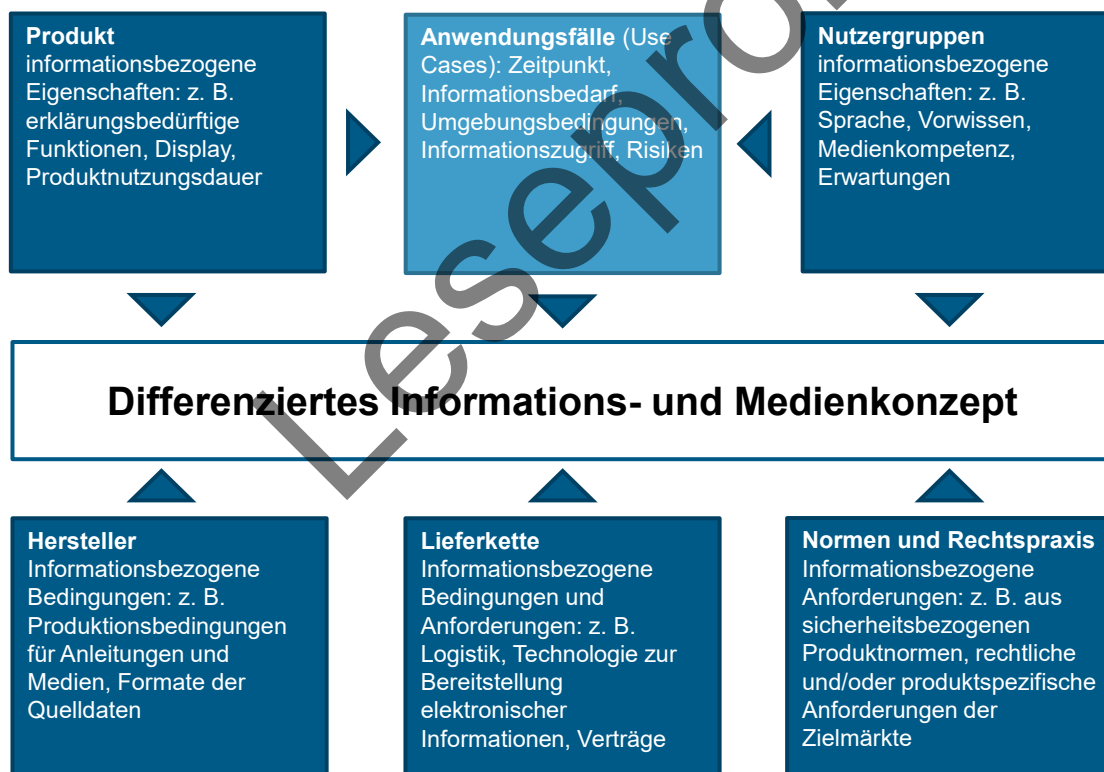 Produkt
informationsbezogene
Eigenschaften: z. B.
erklärungsbedürftige
Funktionen, Display,
Produktnutzungsdauer
Anwendungsfälle (Use
Cases): Zeitpunkt,
Informationsbedarf,
Umgebungsbedingungen,
Informationszugriff, Risiken
Nutzergruppen
informationsbezogene
Eigenschaften: z. B.
Sprache, Vorwissen,
Medienkompetenz,
Erwartungen
Differenziertes Informations- und Medienkonzept
Hersteller
Informationsbezogene
Bedingungen: z. B.
Produktionsbedingungen
für Anleitungen und
Medien, Formate der
Quelldaten
Lieferkette
Informationsbezogene
Bedingungen und
Anforderungen: z. B.
Logistik, Technologie zur
Bereitstellung
elektronischer
Informationen, Verträge
Normen und Rechtspraxis
Informationsbezogene
Anforderungen: z. B. aus
sicherheitsbezogenen
Produktnormen, rechtliche
und/oder produktspezifische
Anforderungen der
Zielmärkte